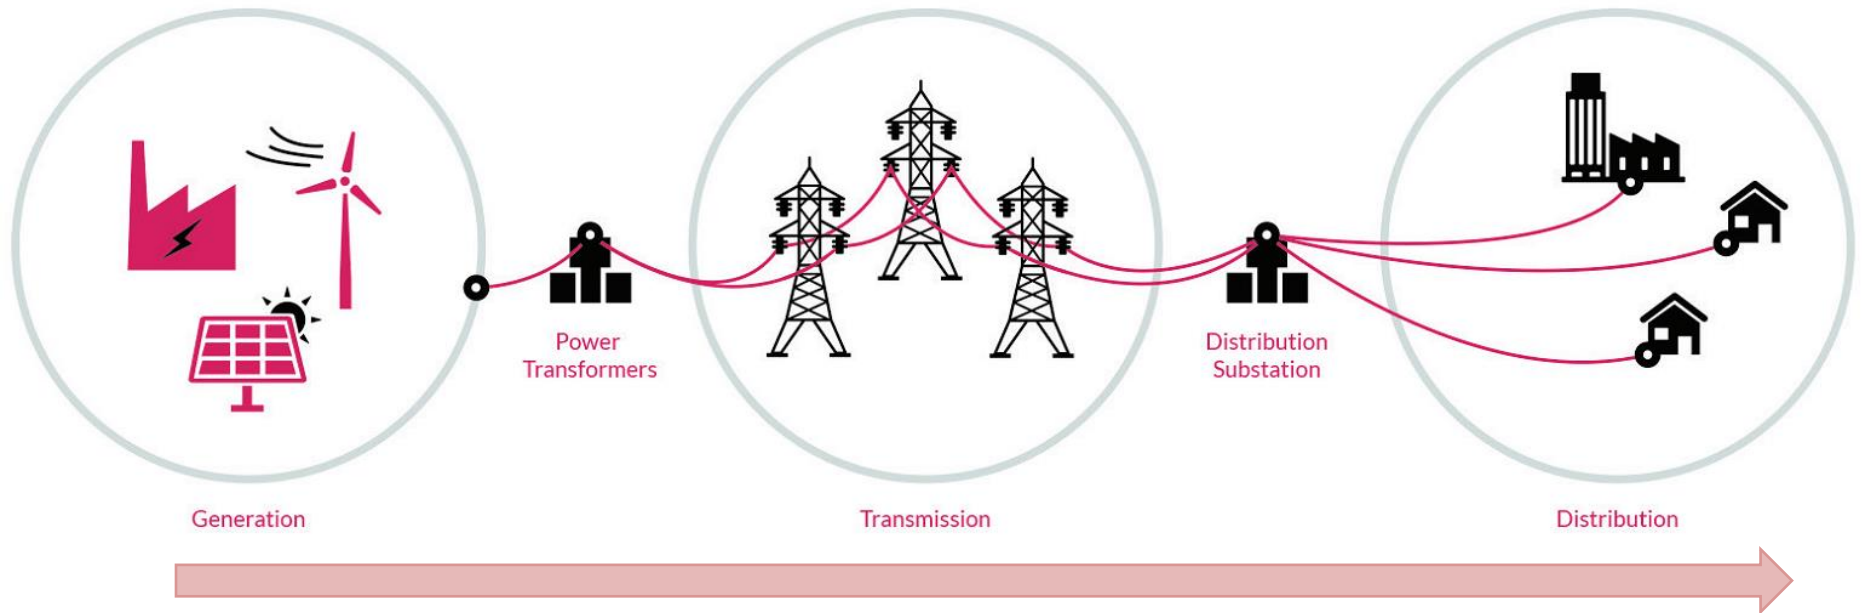 Power
Transformers
Distribution
Substation
Generation
Transmission
Distribution